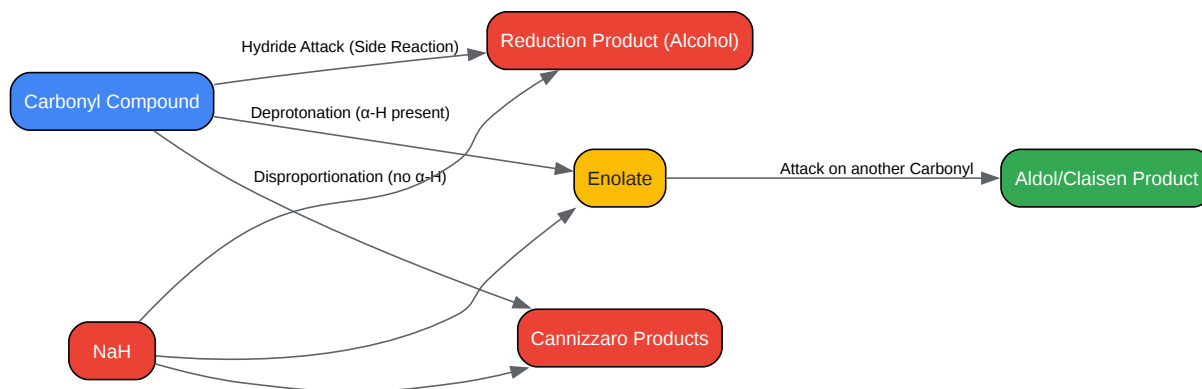 Reduction Product (Alcohol)
Hydride Attack (Side Reaction)
Carbonyl Compound
Deprotonation (α-H present)
Disproportionation (no α-H)
Enolate
Attack on another Carbonyl
Aldol/Claisen Product
NaH
Cannizzaro Products